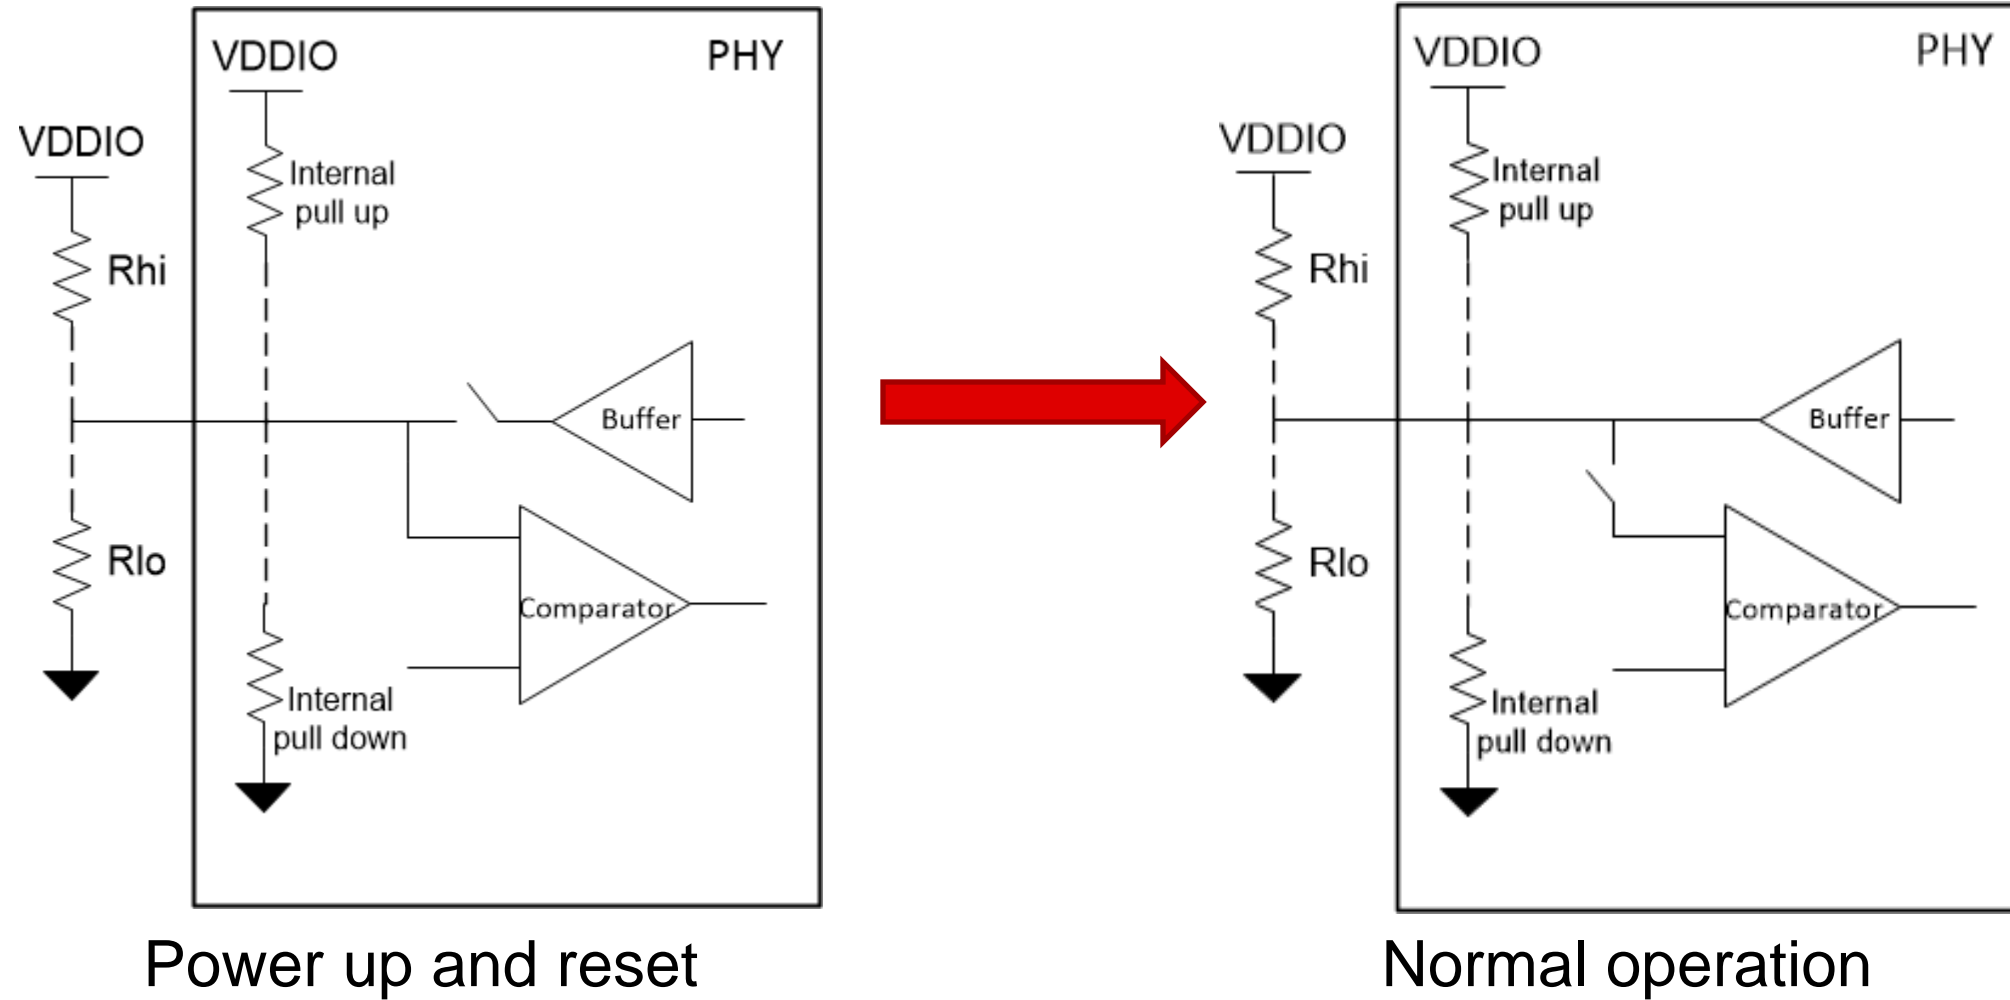 VDDIO
PHY
VDDIO
Internal
pull up
Rhi
Buffer
Rlo
Comparator
Internal
pull down
Power up and reset
VDDIO
PHY
VDDIO
Internal
pull up
Rhi
Buffer
Rlo
Comparator
Internal
pull down
Normal operation